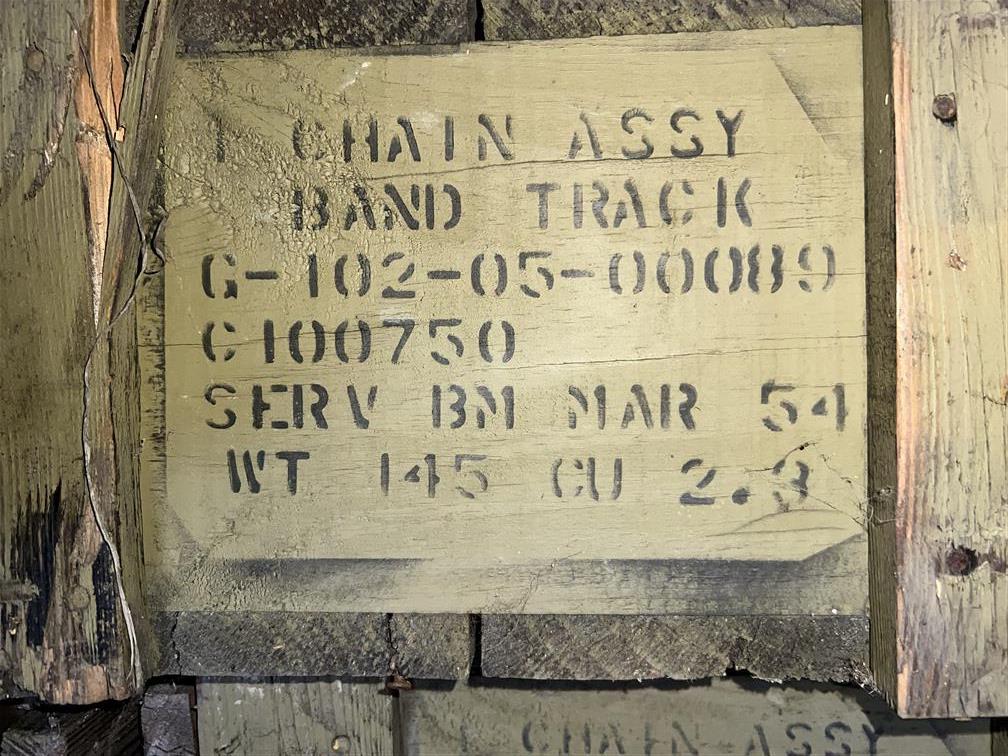 1 CHAIN ASSY
BAND TRACK
G-102-05-00089
C100750
SERV BM MAR 54
WT 145 CU 2.3
1 CHAIN ASSY